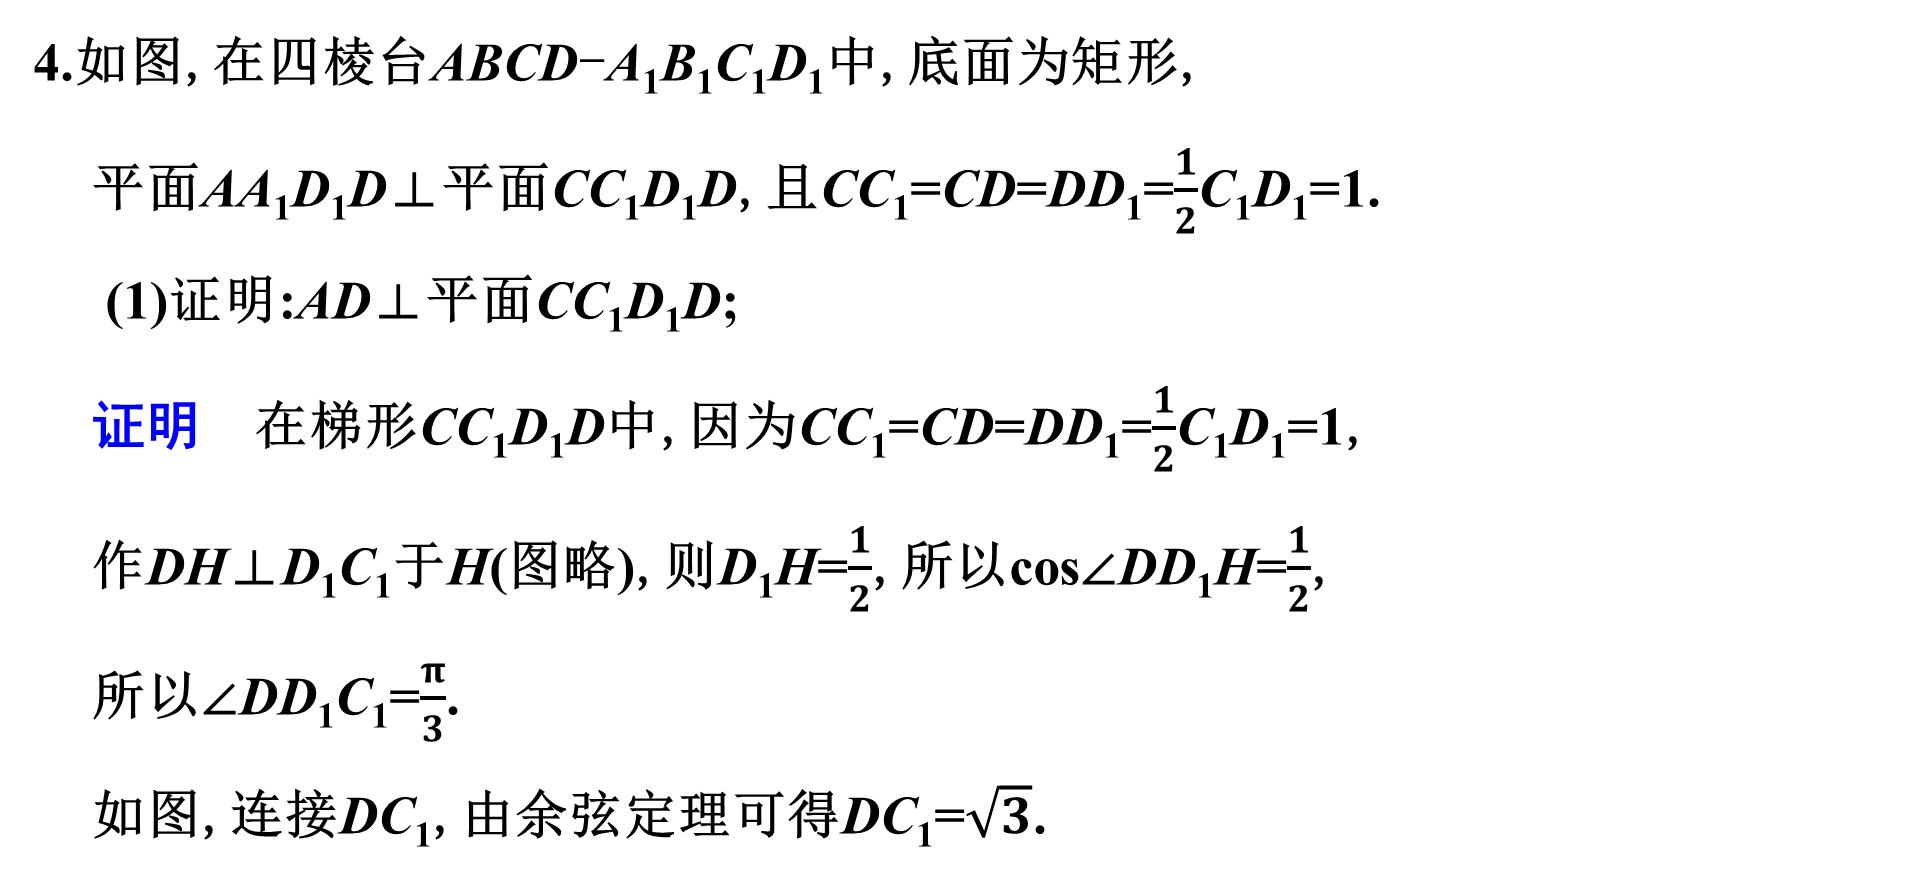 4.如图,在四棱台ABCD-A₁B₁C₁D₁中,底面为矩形,
平面AA₁D₁D⊥平面CC₁D₁D,且CC₁=CD=DD₁=1/2C₁D₁=1.
(1)证明:AD⊥平面CC₁D₁D;
证明 在梯形CC₁D₁D中,因为CC₁=CD=DD₁=1/2C₁D₁=1,
作DH⊥D₁C₁于H(图略),则D₁H=1/2,所以cos∠DD₁H=1/2,
所以∠DD₁C₁=π/3.
如图,连接DC₁,由余弦定理可得DC₁=√3.